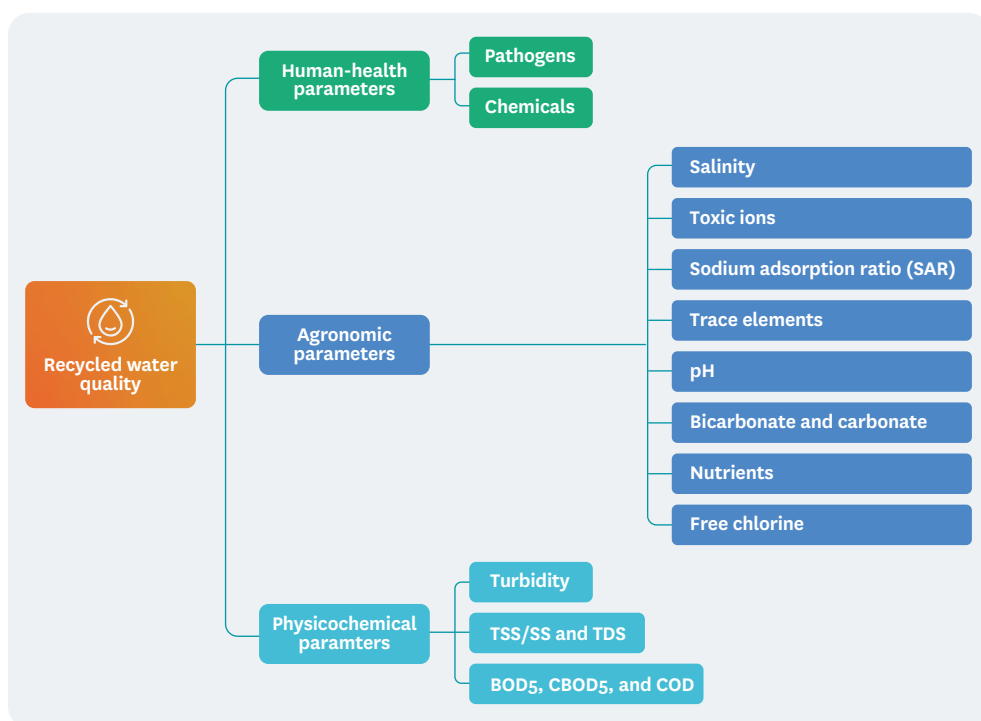 Recycled water
quality
Human-health
parameters
Pathogens
Chemicals
Agronomic
parameters
Salinity
Toxic ions
Sodium adsorption ratio (SAR)
Trace elements
pH
Bicarbonate and carbonate
Nutrients
Free chlorine
Physicochemical
paramters
Turbidity
TSS/SS and TDS
BOD5, CBOD5, and COD